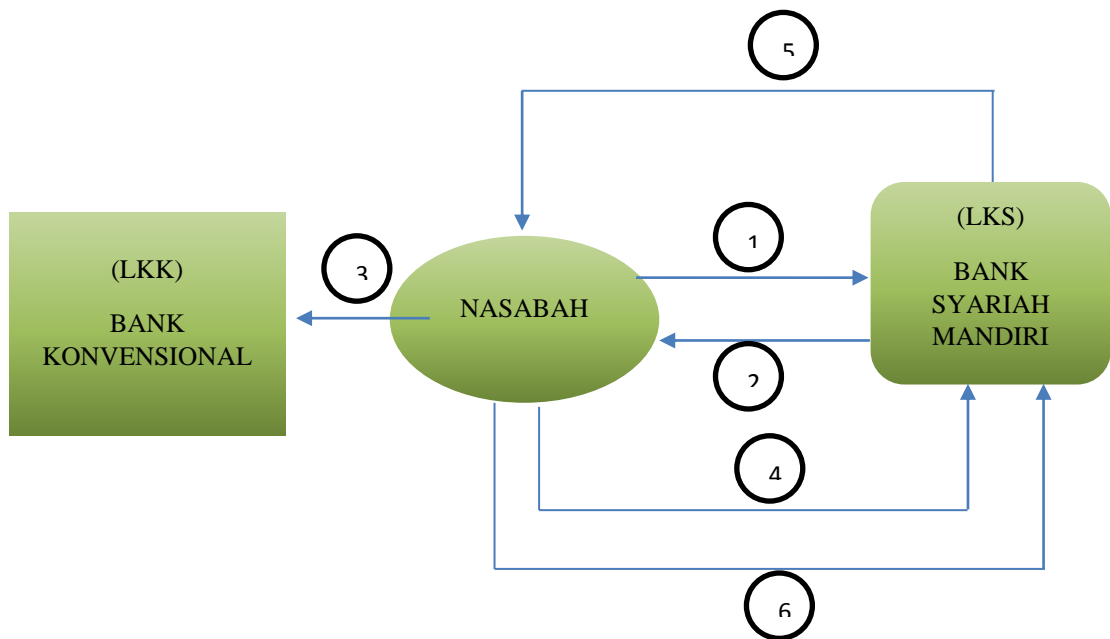 5
(LKS)
BANK
SYARIAH
MANDIRI
1
(LKK)
BANK
KONVENSIONAL
3
NASABAH
2
4
6